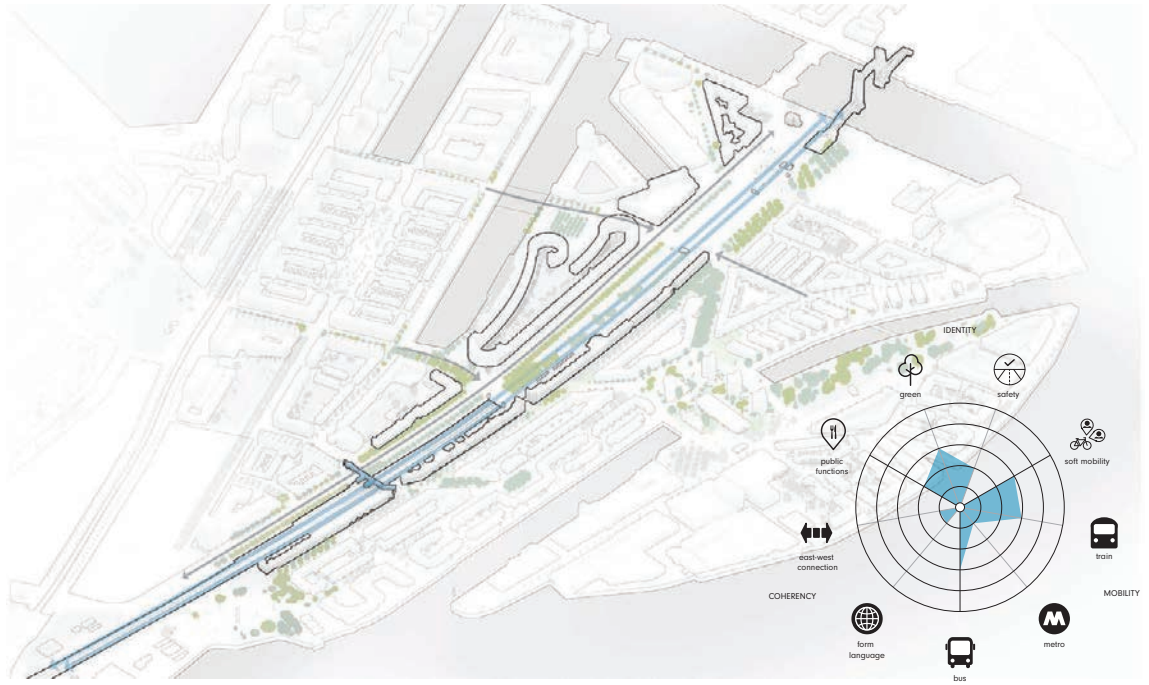 IDENTITY
green
safety
public
functions
soft mobility
east-west
connection
train
COHERENCY
MOBILITY
form
language
metro
bus